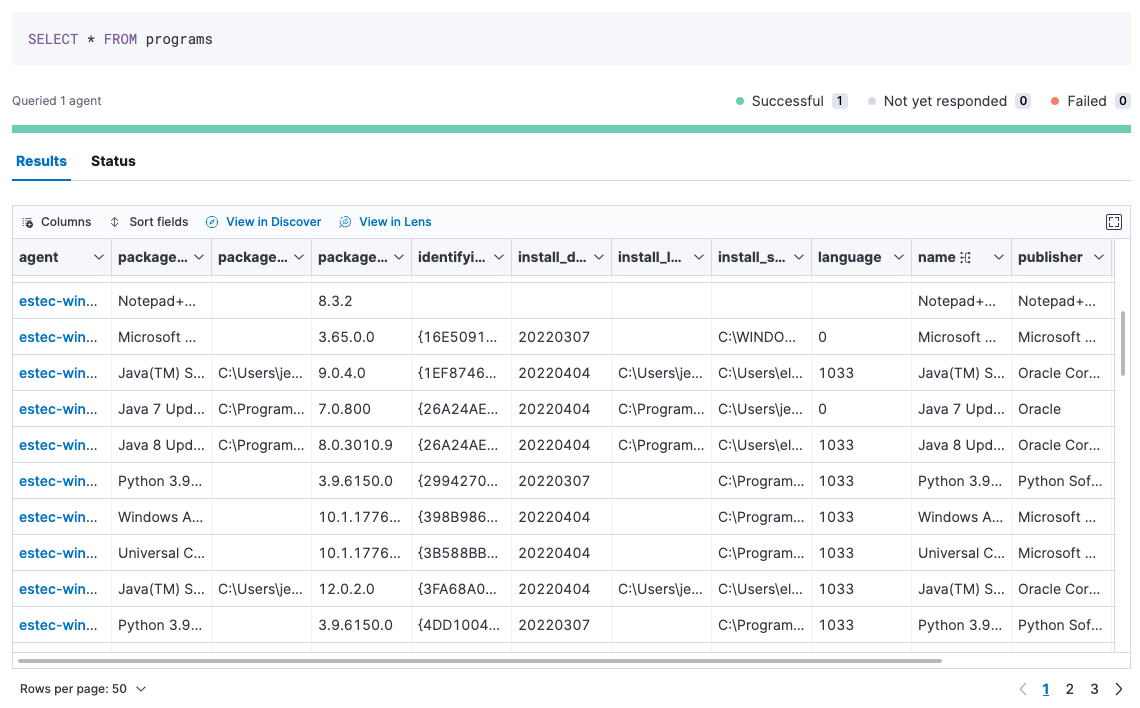 SELECT * FROM programs
Queried 1 agent
Successful 1 Not yet responded 0 Failed 0
Results Status
Columns Sort fields View in Discover View in Lens
agent package... package... package... identifyi... install_d... install_l... install_s... language name publisher
estec-win... Notepad+... 8.3.2 Notepad+... Notepad+...
estec-win... Microsoft ... 3.65.0.0 {16E5091... 20220307 C:\WINDO... 0 Microsoft ... Microsoft ...
estec-win... Java(TM) S... C:\Users\je... 9.0.4.0 {1EF8746... 20220404 C:\Users\je... C:\Users\el... 1033 Java(TM) S... Oracle Cor...
estec-win... Java 7 Upd... C:\Program... 7.0.800 {26A24AE... 20220404 C:\Program... C:\Users\je... 0 Java 7 Upd... Oracle
estec-win... Java 8 Upd... C:\Program... 8.0.3010.9 {26A24AE... 20220404 C:\Program... C:\Users\el... 1033 Java 8 Upd... Oracle Cor...
estec-win... Python 3.9... 3.9.6150.0 {2994270... 20220307 C:\Program... 1033 Python 3.9... Python Sof...
estec-win... Windows A... 10.1.1776... {398B986... 20220404 C:\Program... 1033 Windows A... Microsoft ...
estec-win... Universal C... 10.1.1776... {3B588BB... 20220404 C:\Program... 1033 Universal C... Microsoft ...
estec-win... Java(TM) S... C:\Users\je... 12.0.2.0 {3FA68A0... 20220404 C:\Users\je... C:\Users\el... 1033 Java(TM) S... Oracle Cor...
estec-win... Python 3.9... 3.9.6150.0 {4DD1004... 20220307 C:\Program... 1033 Python 3.9... Python Sof...
Rows per page: 50 1 2 3